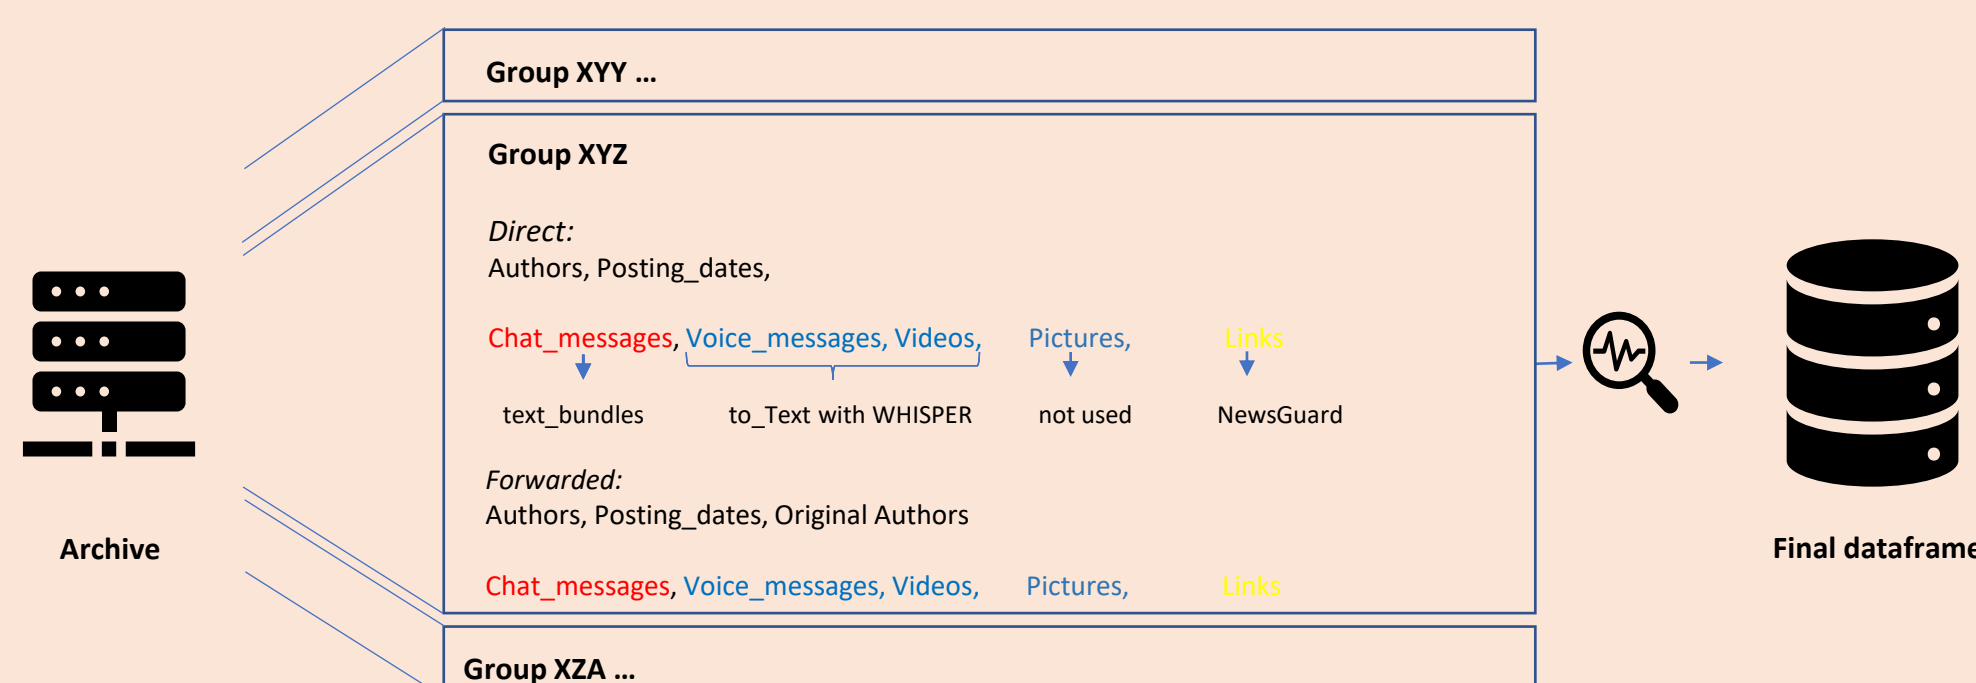 Group XYY ...
Group XYZ
Direct:
Authors, Posting_dates,
Chat_messages, Voice_messages, Videos, Pictures, Links
text_bundles to_Text with WHISPER not used NewsGuard
Forwarded:
Authors, Posting_dates, Original Authors
Archive
Final dataframe
Chat_messages, Voice_messages, Videos, Pictures, Links
Group XZA ...